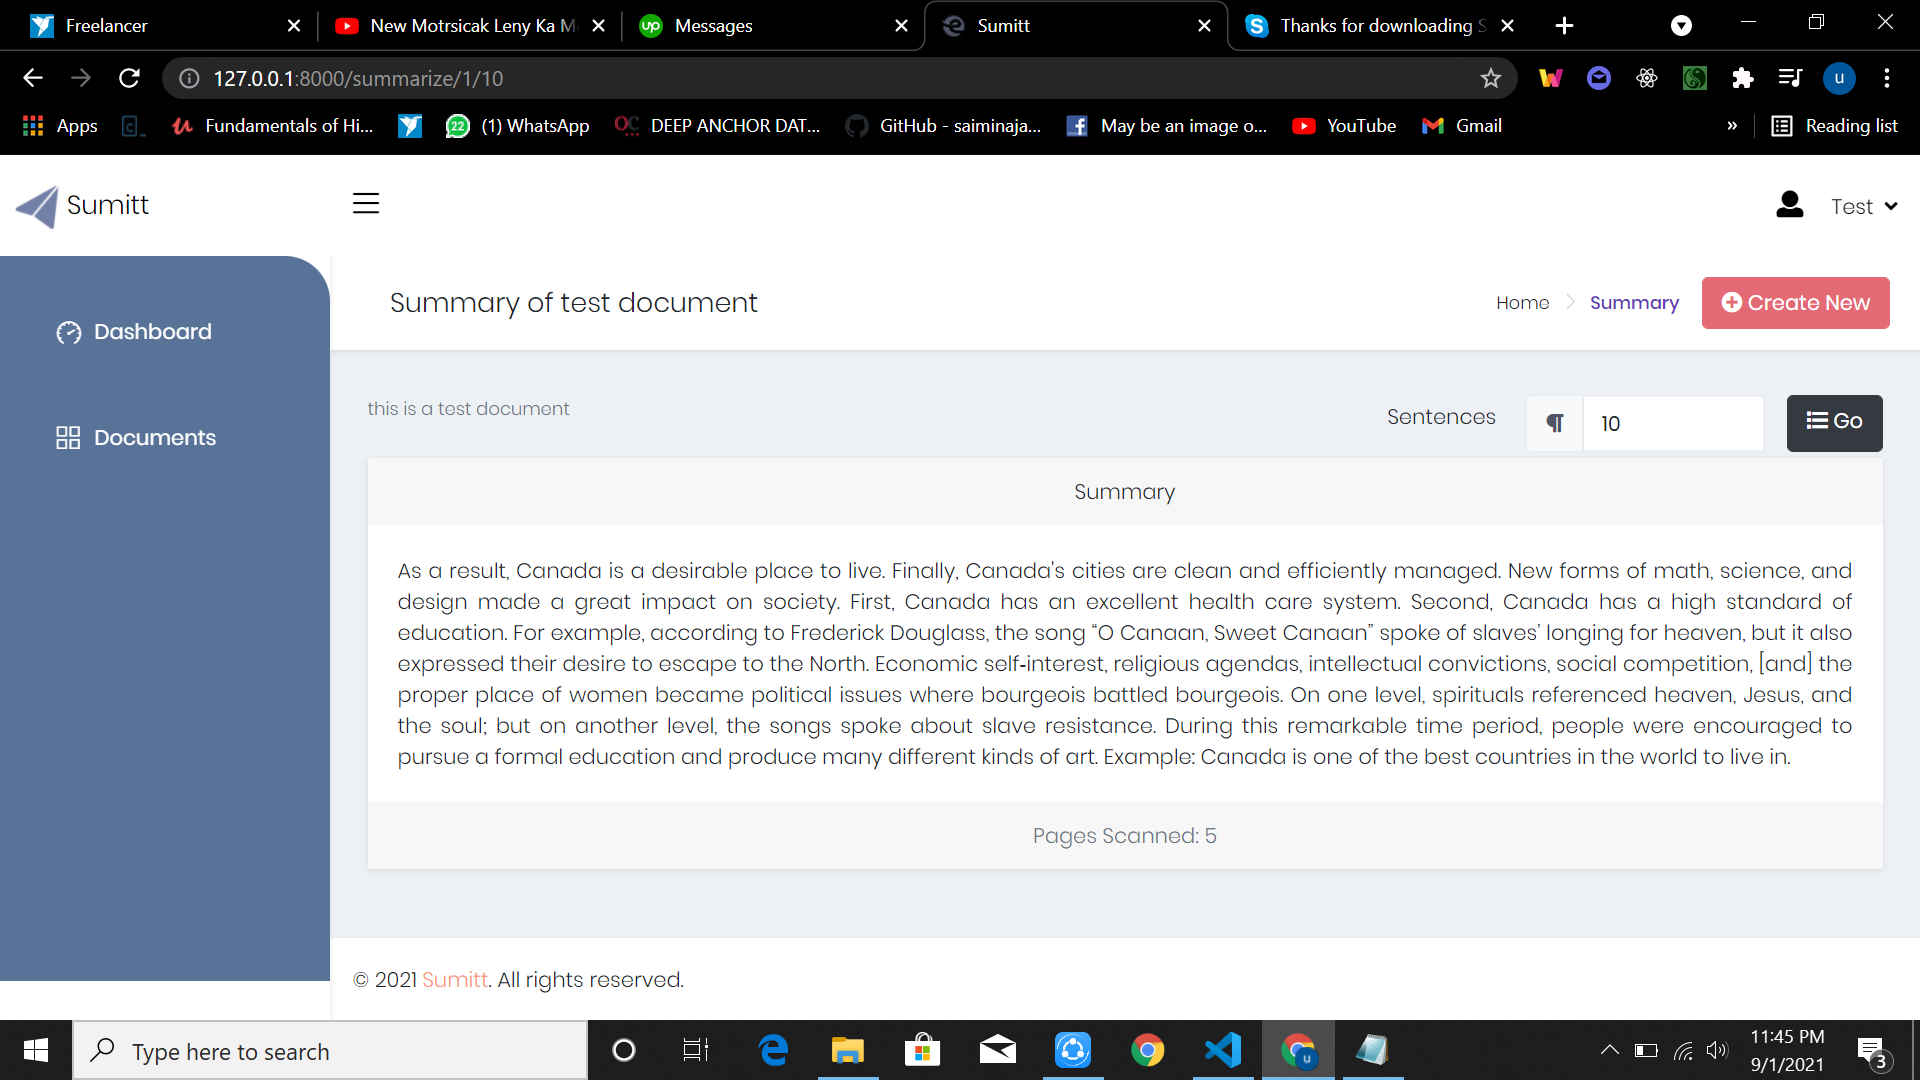 Freelancer
New Motrsicak Leny Ka M
Messages
Sumitt
Thanks for downloading S
127.0.0.1:8000/summarize/1/10
u
Apps
Fundamentals of Hi...
22
(1) WhatsApp
DEEP ANCHOR DAT...
GitHub - saiminaja...
May be an image o...
YouTube
Gmail
»
Reading list
Sumitt
Test
Dashboard
Documents
Summary of test document
Home
Summary
Create New
this is a test document
Sentences
¶
10
Go
Summary
As a result, Canada is a desirable place to live. Finally, Canada's cities are clean and efficiently managed. New forms of math, science, and
design made a great impact on society. First, Canada has an excellent health care system. Second, Canada has a high standard of
education. For example, according to Frederick Douglass, the song “O Canaan, Sweet Canaan” spoke of slaves’ longing for heaven, but it also
expressed their desire to escape to the North. Economic self-interest, religious agendas, intellectual convictions, social competition, [and] the
proper place of women became political issues where bourgeois battled bourgeois. On one level, spirituals referenced heaven, Jesus, and
the soul; but on another level, the songs spoke about slave resistance. During this remarkable time period, people were encouraged to
pursue a formal education and produce many different kinds of art. Example: Canada is one of the best countries in the world to live in.
Pages Scanned: 5
© 2021 Sumitt. All rights reserved.
Type here to search
u
11:45 PM
9/1/2021
3